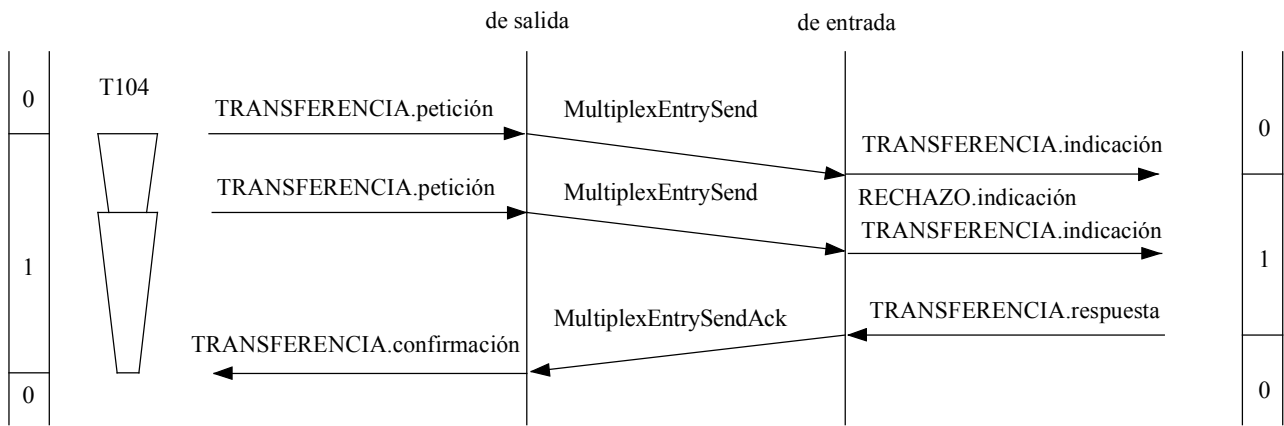 de salida
de entrada
T104
0
TRANSFERENCIA.petición
MultiplexEntrySend
0
TRANSFERENCIA.indicación
TRANSFERENCIA.petición
MultiplexEntrySend
RECHAZO.indicación
TRANSFERENCIA.indicación
1
1
MultiplexEntrySendAck
TRANSFERENCIA.respuesta
TRANSFERENCIA.confirmación
0
0